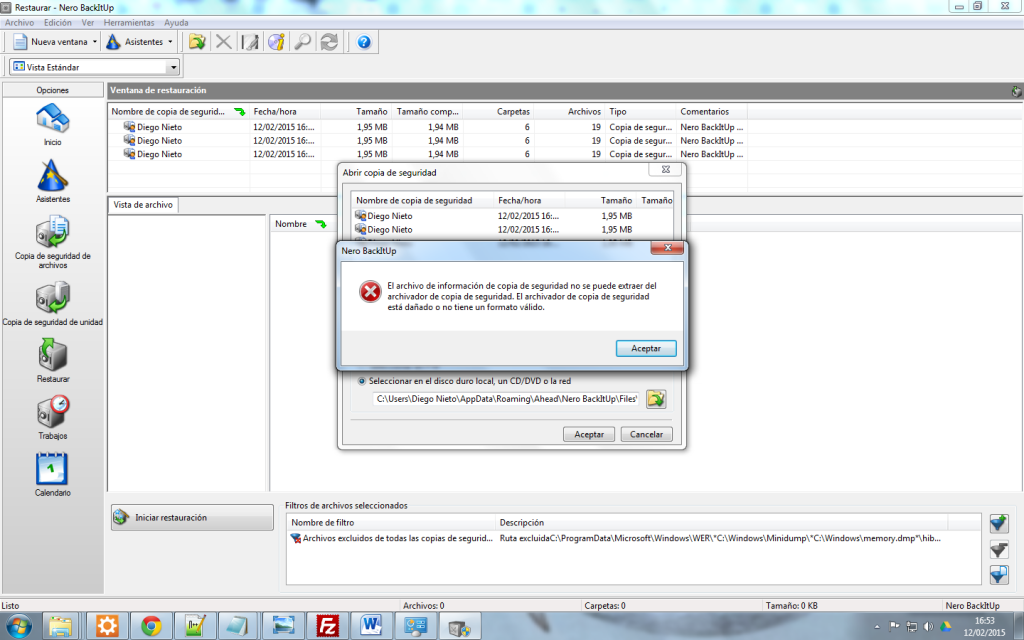 Restaurar - Nero BackItUp
Archivo Edición Ver Herramientas Ayuda
Nueva ventana Asistentes
Vista Estándar
Opciones
Inicio
Asistentes
Copia de seguridad de
archivos
Copia de seguridad de unidad
Restaurar
Trabajos
Calendario
Ventana de restauración
Nombre de copia de segurid... Fecha/hora Tamaño Tamaño comp... Carpetas Archivos Tipo Comentarios
Diego Nieto 12/02/2015 16:... 1,95 MB 1,94 MB 6 19 Copia de segur... Nero BackItUp ...
Diego Nieto 12/02/2015 16:... 1,95 MB 1,94 MB 6 19 Copia de segur... Nero BackItUp ...
Diego Nieto 12/02/2015 16:... 1,95 MB 1,94 MB 6 19 Copia de segur... Nero BackItUp ...
Vista de archivo
Nombre
Abrir copia de seguridad
Nombre de copia de seguridad Fecha/hora Tamaño Tamaño
Diego Nieto 12/02/2015 16:... 1,95 MB
Diego Nieto 12/02/2015 16:... 1,95 MB
Nero BackItUp
El archivo de información de copia de seguridad no se puede extraer del
archivador de copia de seguridad. El archivador de copia de seguridad
está dañado o no tiene un formato válido.
Aceptar
Seleccionar en el disco duro local, un CD/DVD o la red
C:\Users\Diego Nieto\AppData\Roaming\Ahead\Nero BackItUp\Files\
Aceptar Cancelar
Iniciar restauración
Filtros de archivos seleccionados
Nombre de filtro Descripción
Archivos excluidos de todas las copias de segurid... Ruta excluidaC:\ProgramData\Microsoft\Windows\WER\*C:\Windows\Minidump\*C:\Windows\memory.dmp*\hib...
Listo Archivos: 0 Carpetas: 0 Tamaño: 0 KB Nero BackItUp
16:53
12/02/2015